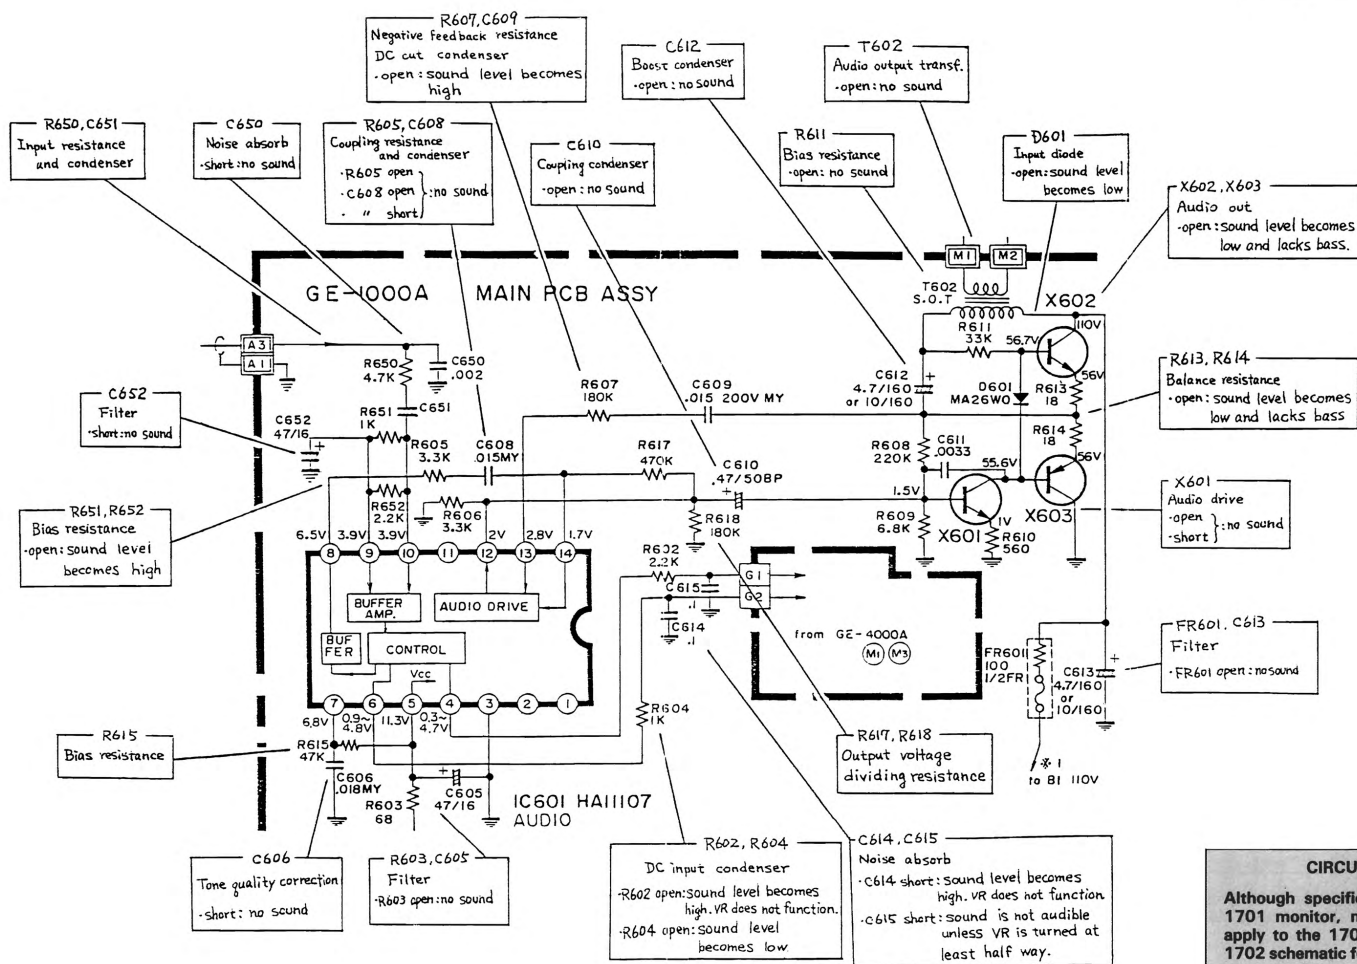 R607, C609
Negative feedback resistance
DC cut condenser
·open: sound level becomes
high
C612
Boost condenser
·open: no sound
T602
Audio output transf.
·open: no sound
R650, C651
Input resistance
and condenser
C650
Noise absorb
·short: no sound
R605, C608
Coupling resistance
and condenser
·R605 open
·C608 open
· " short
} : no sound
C610
Coupling condenser
·open: no sound
R611
Bias resistance
·open: no sound
D601
Input diode
·open: sound level
becomes low
X602, X603
Audio out
·open: sound level becomes
low and lacks bass.
GE-1000A MAIN PCB ASSY
M1
M2
T602
S.O.T
X602
110V
R611
33K
56.7V
A3
A1
R650
4.7K
C650
.002
C612
4.7/160
or 10/160
D601
MA26WO
56V
R613
18
R613, R614
Balance resistance
·open: sound level becomes
low and lacks bass
C652
Filter
·short: no sound
R607
180K
C609
.015 200V MY
C652
47/16
R651
1K
C651
R605
3.3K
C608
.015MY
R617
470K
C610
.47/50BP
R608
220K
C611
.0033
R614
18
55.6V
56V
X603
X601
Audio drive
·open
·short
} : no sound
R651, R652
Bias resistance
·open: sound level
becomes high
R652
2.2K
R606
3.3K
R618
180K
1.5V
R609
6.8K
X601
1V
R610
560
6.5V
3.9V
3.9V
2V
2.8V
1.7V
8
9
10
11
12
13
14
R602
2.2K
C615
.1
G1
G2
C614
.1
BUFFER
AMP.
AUDIO DRIVE
BUF
FER
CONTROL
Vcc
from GE-4000A
M1 M3
FR601
100
1/2FR
C613
4.7/160
or
10/160
FR601, C613
Filter
·FR601 open: no sound
7
6
5
4
3
2
1
6.8V
0.9~
4.8V
11.3V
0.3~
4.7V
R604
1K
R615
Bias resistance
R615
47K
C606
.018MY
R603
68
C605
47/16
IC601 HA11107
AUDIO
R617, R618
Output voltage
dividing resistance
※1
to B1 110V
C606
Tone quality correction
·short: no sound
R603, C605
Filter
·R603 open: no sound
R602, R604
DC input condenser
·R602 open: sound level becomes
high. VR does not function.
·R604 open: sound level
becomes low
C614, C615
Noise absorb
·C614 short: sound level becomes
high. VR does not function
·C615 short: sound is not audible
unless VR is turned at
least half way.
CIRCU
Although specific
1701 monitor, m
apply to the 170
1702 schematic f